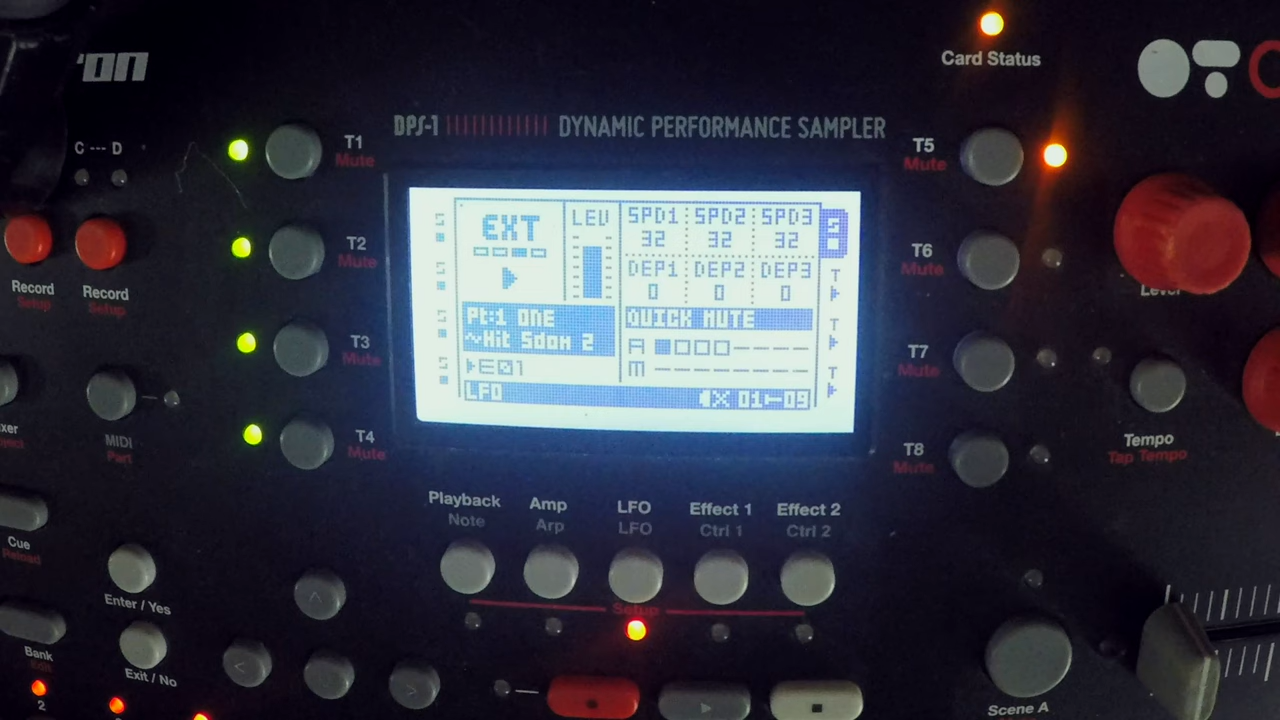 ron
Card Status
DPS-1 DYNAMIC PERFORMANCE SAMPLER
C --- D
T1
Mute
T2
Mute
T3
Mute
T4
Mute
T5
Mute
T6
Mute
T7
Mute
T8
Mute
Record
Setup
Record
Setup
EXT
LEV
SPD1 SPD2 SPD3
32 32 32
DEP1 DEP2 DEP3
0 0 0
Pt:1 ONE
QUICK MUTE
A
M
E01
LFO
01 09
S
S
S
S
S
T
T
T
Level
MIDI
Part
Tempo
Tap Tempo
Cue
Reload
Playback
Note
Amp
Arp
LFO
LFO
Effect 1
Ctrl 1
Effect 2
Ctrl 2
Setup
Enter / Yes
Exit / No
Bank
Edit
2
Scene A